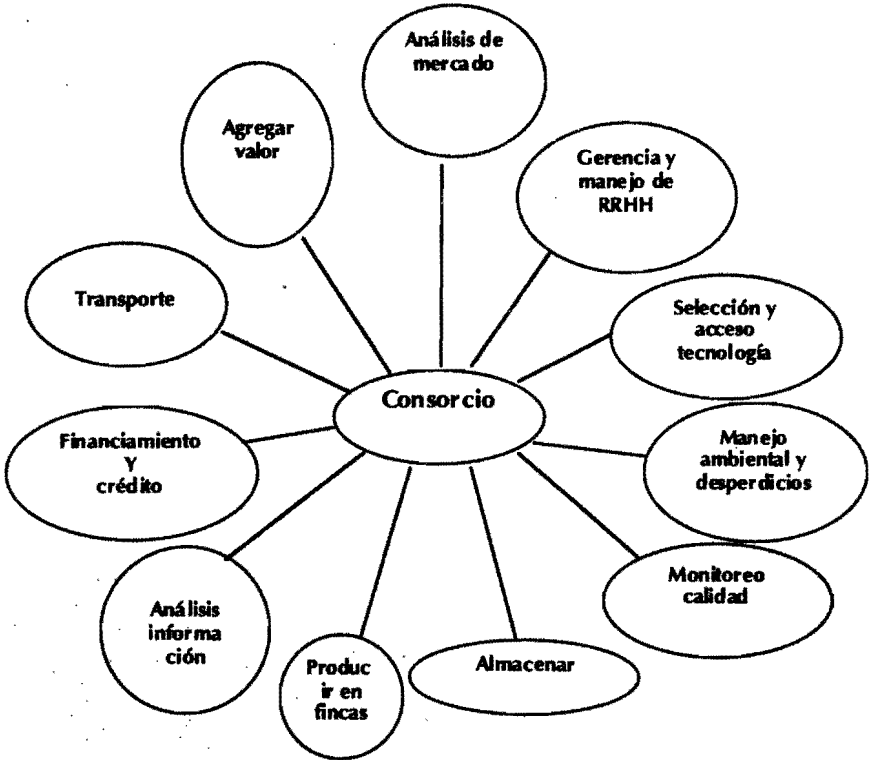 Análisis de
mercado
Agregar
valor
Gerencia y
manejo de
RRHH
Transporte
Selección y
acceso
tecnología
Consorcio
Financiamiento
Y
crédito
Manejo
ambiental y
desperdicios
Monitoreo
calidad
Análisis
informa
ción
Produc
ir en
fincas
Almacenar